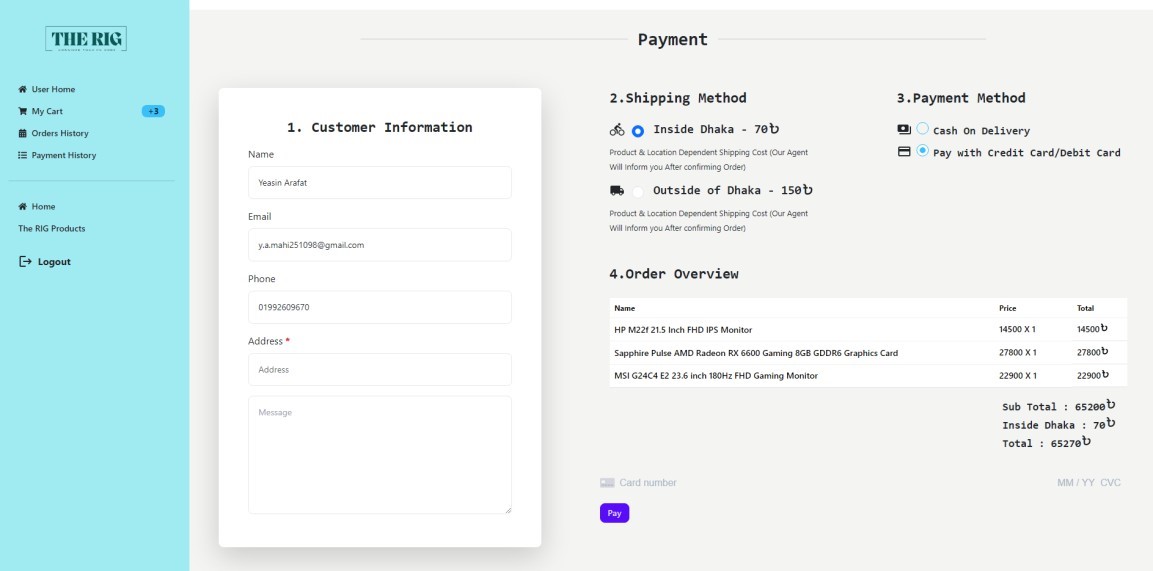 THE RIG
User Home
My Cart
+3
Orders History
Payment History
Home
The RIG Products
Logout
Payment
1. Customer Information
Name
Yeasin Arafat
Email
y.a.mahi251098@gmail.com
Phone
01992609670
Address *
Address
Message
2.Shipping Method
Inside Dhaka - 70৳
Product & Location Dependent Shipping Cost (Our Agent
Will Inform you After confirming Order)
Outside of Dhaka - 150৳
Product & Location Dependent Shipping Cost (Our Agent
Will Inform you After confirming Order)
3.Payment Method
Cash On Delivery
Pay with Credit Card/Debit Card
4.Order Overview
Name Price Total
HP M22f 21.5 Inch FHD IPS Monitor 14500 X 1 14500৳
Sapphire Pulse AMD Radeon RX 6600 Gaming 8GB GDDR6 Graphics Card 27800 X 1 27800৳
MSI G24C4 E2 23.6 inch 180Hz FHD Gaming Monitor 22900 X 1 22900৳
Sub Total : 65200৳
Inside Dhaka : 70৳
Total : 65270৳
Card number MM / YY CVC
Pay